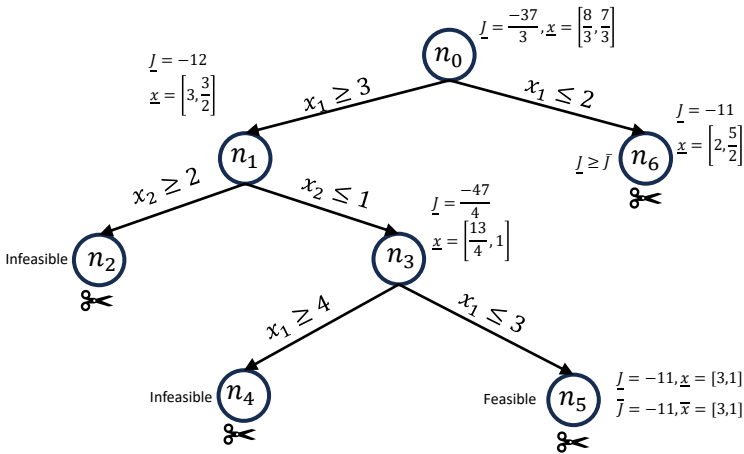 J = -37/3, x = [8/3, 7/3]
n₀
J = -12
x = [3, 3/2]
x₁ ≥ 3
x₁ ≤ 2
J = -11
x = [2, 5/2]
n₁
J ≥ J̄
n₆
x₂ ≥ 2
x₂ ≤ 1
J = -47/4
x = [13/4, 1]
Infeasible
n₂
n₃
x₁ ≥ 4
x₁ ≤ 3
Infeasible
n₄
Feasible
n₅
J = -11, x = [3,1]
J̄ = -11, x̄ = [3,1]